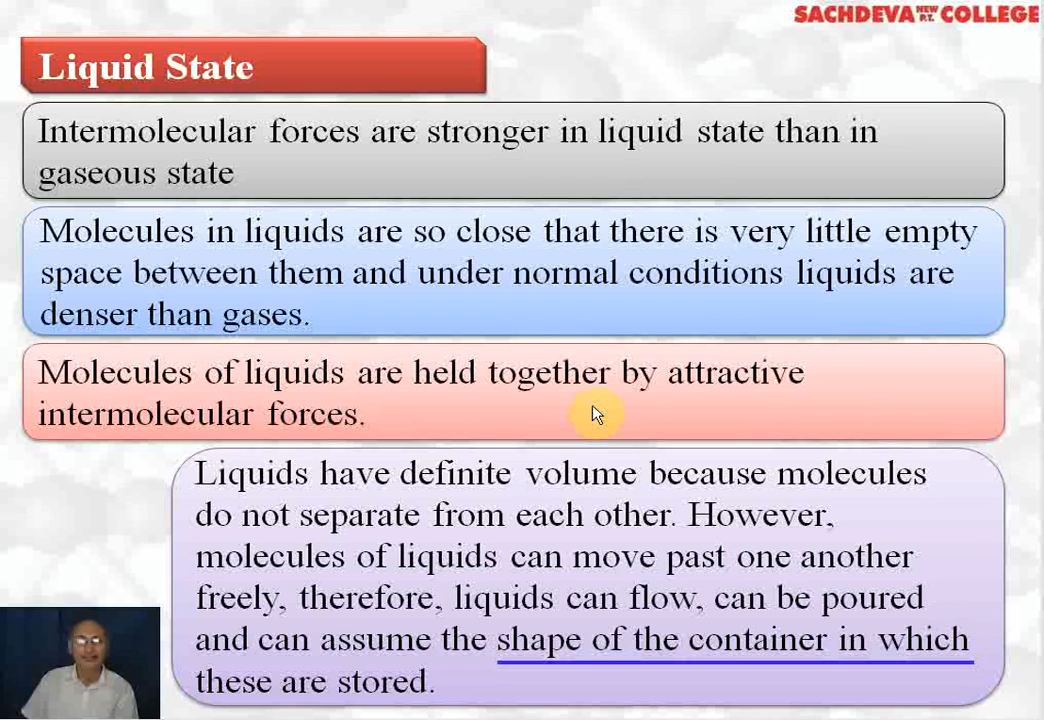 SACHDEVA NEW P.T. COLLEGE
Liquid State
Intermolecular forces are stronger in liquid state than in
gaseous state
Molecules in liquids are so close that there is very little empty
space between them and under normal conditions liquids are
denser than gases.
Molecules of liquids are held together by attractive
intermolecular forces.
Liquids have definite volume because molecules
do not separate from each other. However,
molecules of liquids can move past one another
freely, therefore, liquids can flow, can be poured
and can assume the shape of the container in which
these are stored.